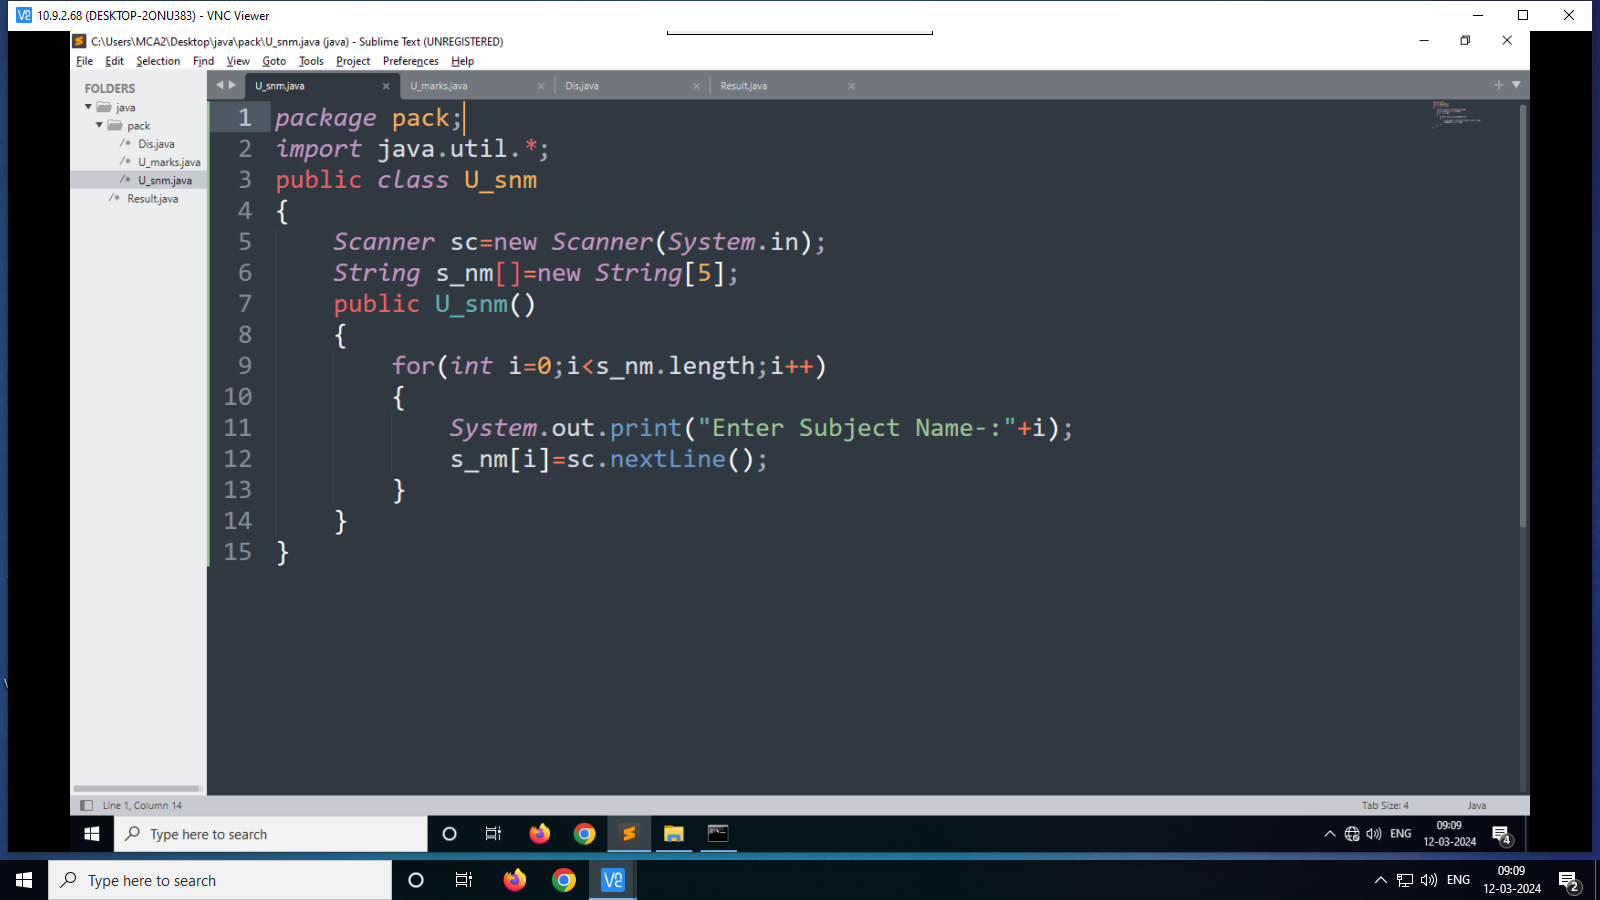 10.9.2.68 (DESKTOP-2ONU383) - VNC Viewer
C:\Users\MCA2\Desktop\java\pack\U_snm.java (java) - Sublime Text (UNREGISTERED)
File Edit Selection Find View Goto Tools Project Preferences Help
FOLDERS
java
pack
/* Dis.java
/* U_marks.java
/* U_snm.java
/* Result.java
U_snm.java × U_marks.java × Dis.java × Result.java ×
1 package pack;
2 import java.util.*;
3 public class U_snm
4 {
5 Scanner sc=new Scanner(System.in);
6 String s_nm[]=new String[5];
7 public U_snm()
8 {
9 for(int i=0;i<s_nm.length;i++)
10 {
11 System.out.print("Enter Subject Name-:"+i);
12 s_nm[i]=sc.nextLine();
13 }
14 }
15 }
Line 1, Column 14 Tab Size: 4 Java
Type here to search ENG 09:09 12-03-2024 4
Type here to search ENG 09:09 12-03-2024 2